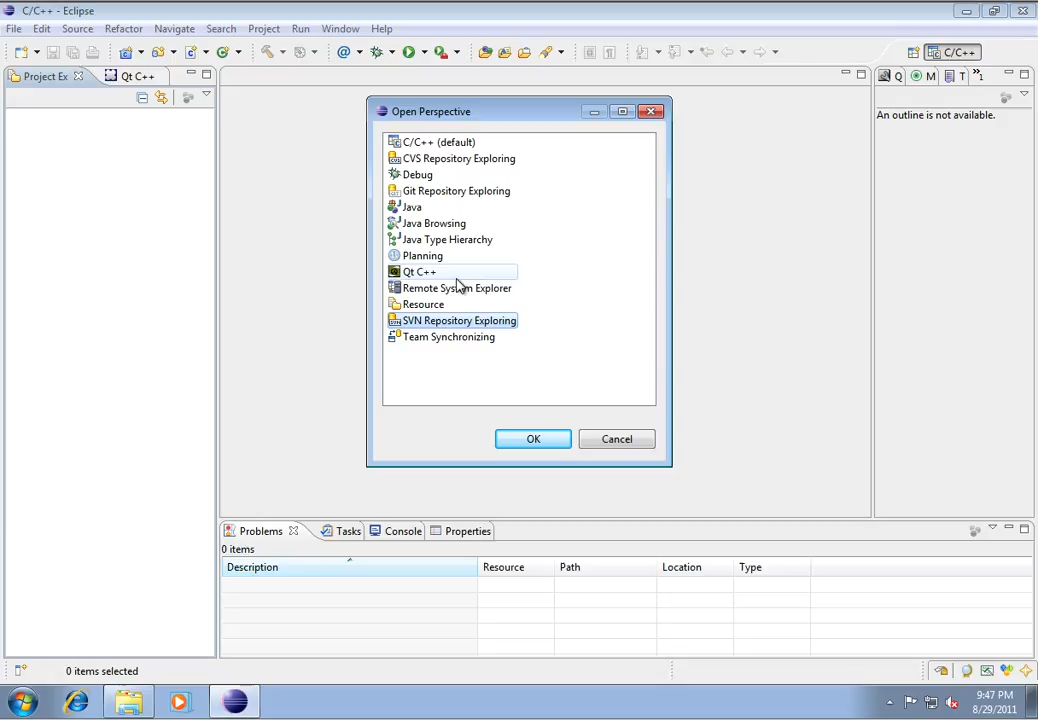 C/C++ - Eclipse
File Edit Source Refactor Navigate Search Project Run Window Help
C/C++
Project Ex Qt C++
Q M T »1
An outline is not available.
Open Perspective
C/C++ (default)
CVS Repository Exploring
Debug
Git Repository Exploring
Java
Java Browsing
Java Type Hierarchy
Planning
Qt C++
Remote System Explorer
Resource
SVN Repository Exploring
Team Synchronizing
OK Cancel
Problems Tasks Console Properties
0 items
Description Resource Path Location Type
0 items selected
9:47 PM
8/29/2011